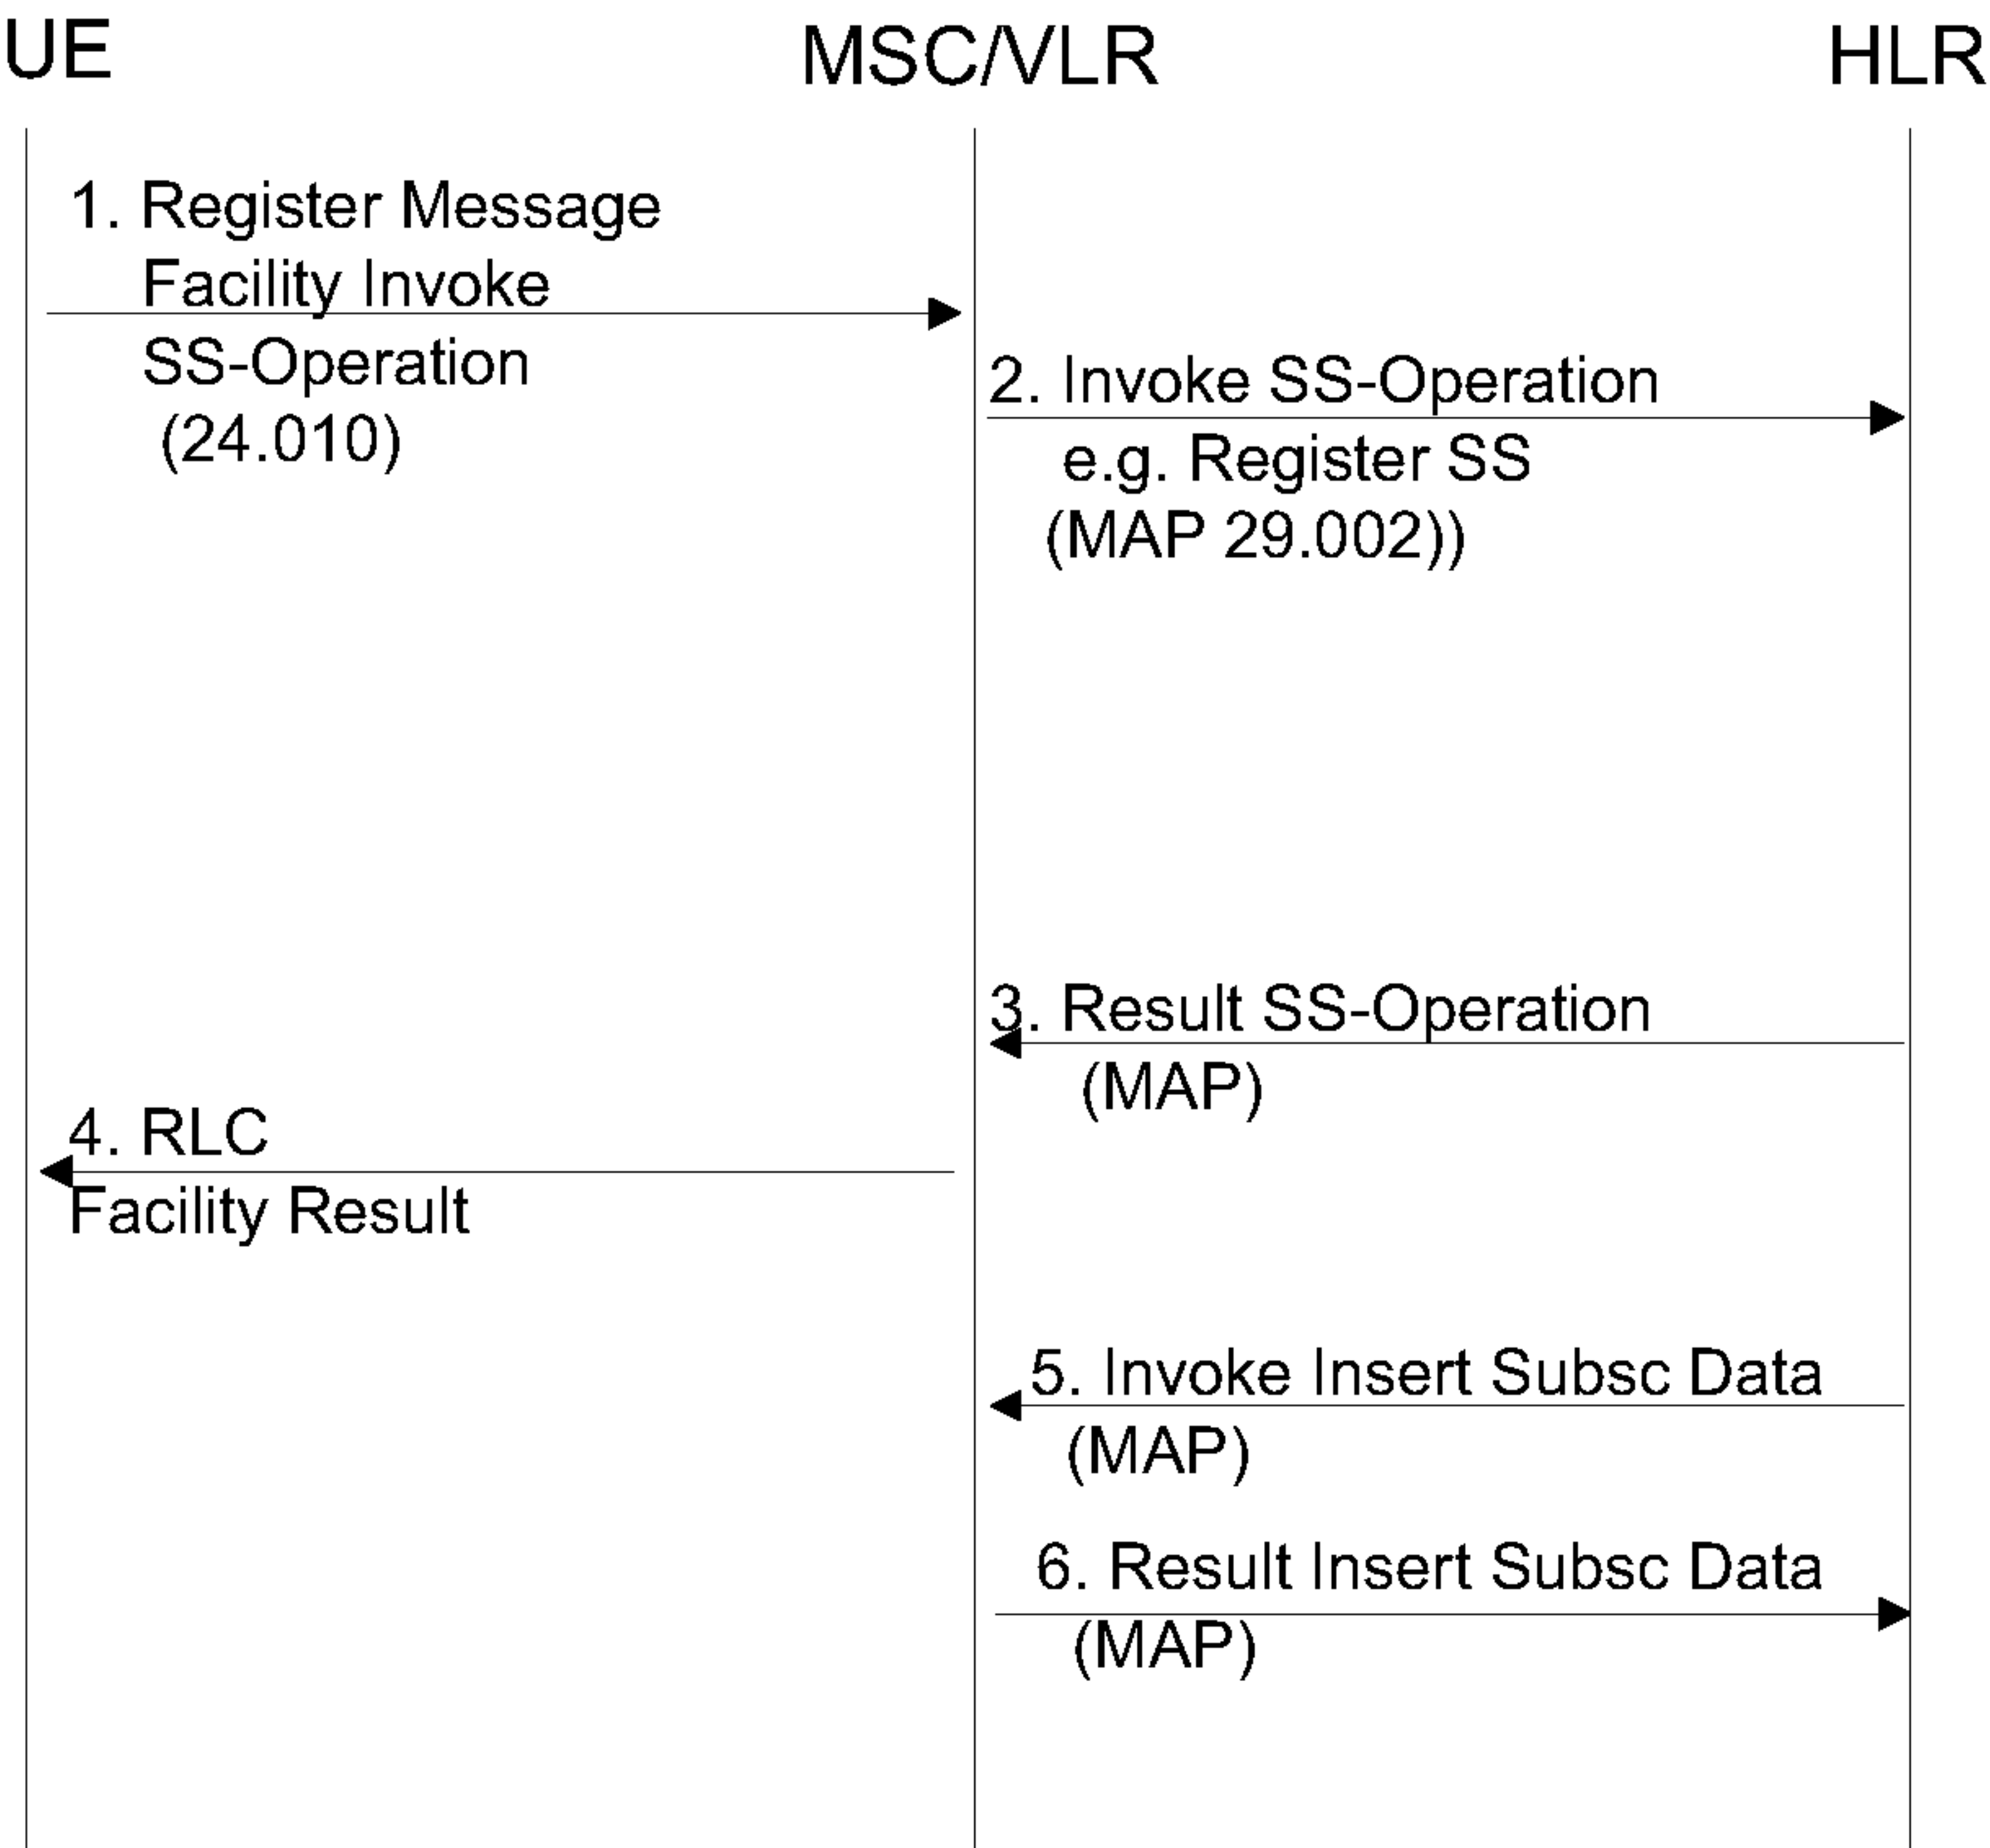 UE MSC/VLR HLR
1. Register Message
Facility Invoke
SS-Operation
(24.010)
2. Invoke SS-Operation
e.g. Register SS
(MAP 29.002))
3. Result SS-Operation
(MAP)
4. RLC
Facility Result
5. Invoke Insert Subsc Data
(MAP)
6. Result Insert Subsc Data
(MAP)